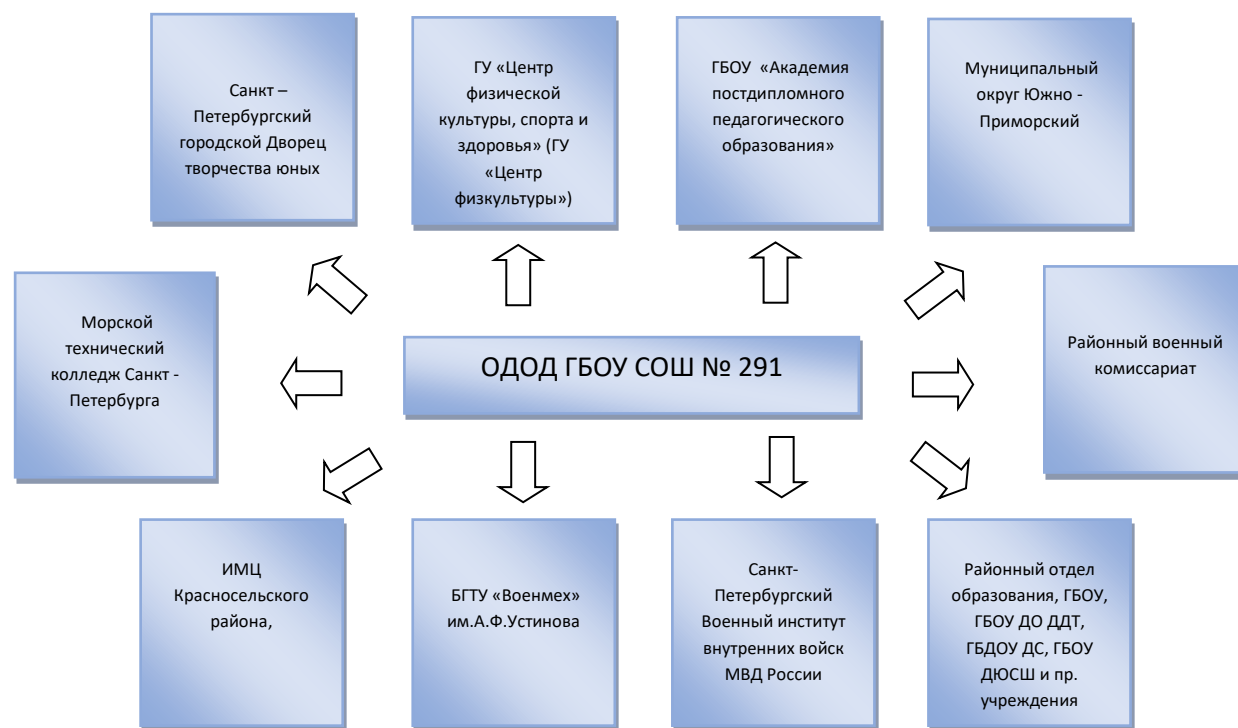 Санкт –
Петербургский
городской Дворец
творчества юных
ГУ «Центр
физической
культуры, спорта и
здоровья» (ГУ
«Центр
физкультуры»)
ГБОУ «Академия
постдипломного
педагогического
образования»
Муниципальный
округ Южно -
Приморский
Морской
технический
колледж Санкт -
Петербурга
ОДОД ГБОУ СОШ № 291
Районный военный
комиссариат
ИМЦ
Красносельского
района,
БГТУ «Военмех»
им.А.Ф.Устинова
Санкт-
Петербургский
Военный институт
внутренних войск
МВД России
Районный отдел
образования, ГБОУ,
ГБОУ ДО ДДТ,
ГБДОУ ДС, ГБОУ
ДЮСШ и пр.
учреждения